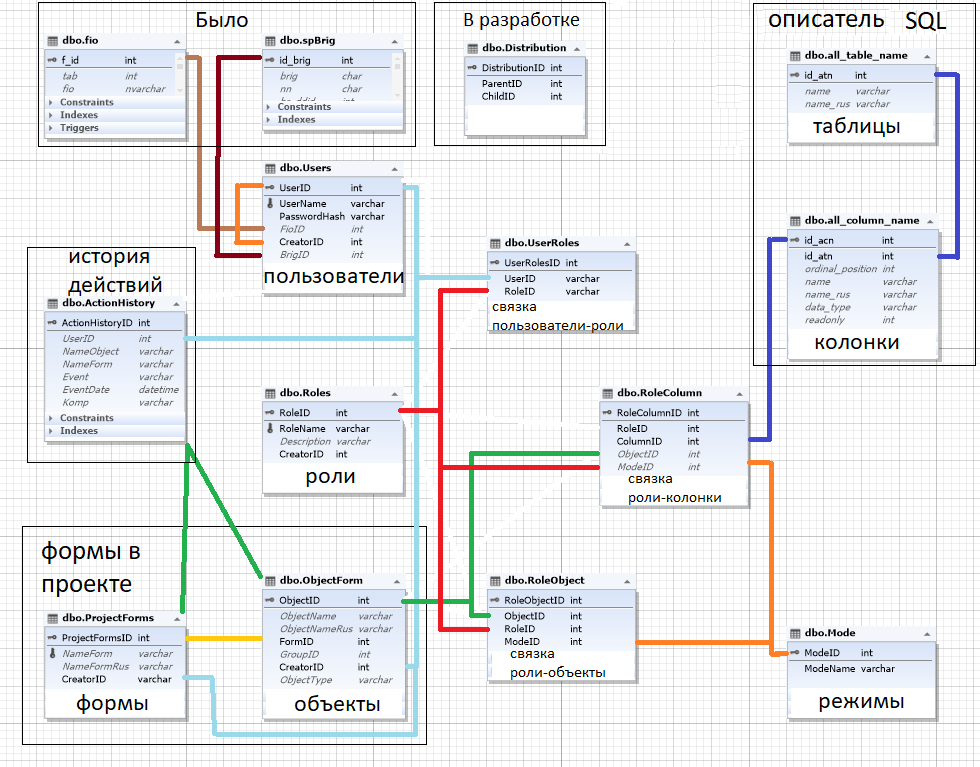 Было
dbo.fio
f_id int
tab int
fio nvarchar
Constraints
Indexes
Triggers
dbo.spBrig
id_brig int
brig char
nn char
Constraints
Indexes
В разработке
dbo.Distribution
DistributionID int
ParentID int
ChildID int
описатель SQL
dbo.all_table_name
id_atn int
name varchar
name_rus varchar
таблицы
dbo.Users
UserID int
UserName varchar
PasswordHash varchar
FioID int
CreatorID int
BrigID int
пользователи
dbo.UserRoles
UserRolesID int
UserID varchar
RoleID varchar
связка
пользователи-роли
dbo.all_column_name
id_acn int
id_atn int
ordinal_position int
name varchar
name_rus varchar
data_type varchar
readonly int
колонки
история
действий
dbo.ActionHistory
ActionHistoryID int
UserID int
NameObject varchar
NameForm varchar
Event varchar
EventDate datetime
Komp varchar
Constraints
Indexes
dbo.Roles
RoleID int
RoleName varchar
Description varchar
CreatorID int
роли
dbo.RoleColumn
RoleColumnID int
RoleID int
ColumnID int
ObjectID int
ModeID int
связка
роли-колонки
формы в
проекте
dbo.ProjectForms
ProjectFormsID int
NameForm varchar
NameFormRus varchar
CreatorID varchar
формы
dbo.ObjectForm
ObjectID int
ObjectName varchar
ObjectNameRus varchar
FormID int
GroupID int
CreatorID int
ObjectType varchar
объекты
dbo.RoleObject
RoleObjectID int
ObjectID int
RoleID int
ModeID int
связка
роли-объекты
dbo.Mode
ModeID int
ModeName varchar
режимы